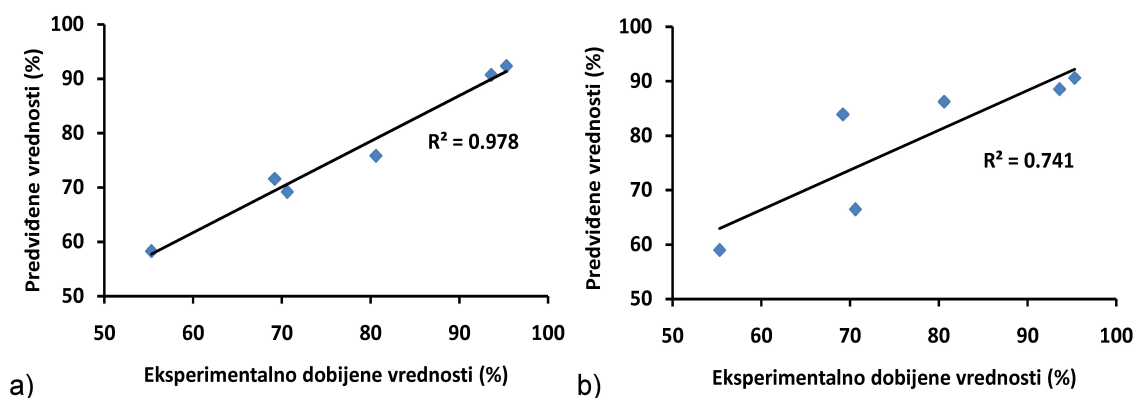 100
90
80
70
60
50
Predviđene vrednosti (%)
R² = 0.978
50 60 70 80 90 100
Eksperimentalno dobijene vrednosti (%)
a)
100
90
80
70
60
50
Predviđene vrednosti (%)
R² = 0.741
50 60 70 80 90 100
Eksperimentalno dobijene vrednosti (%)
b)